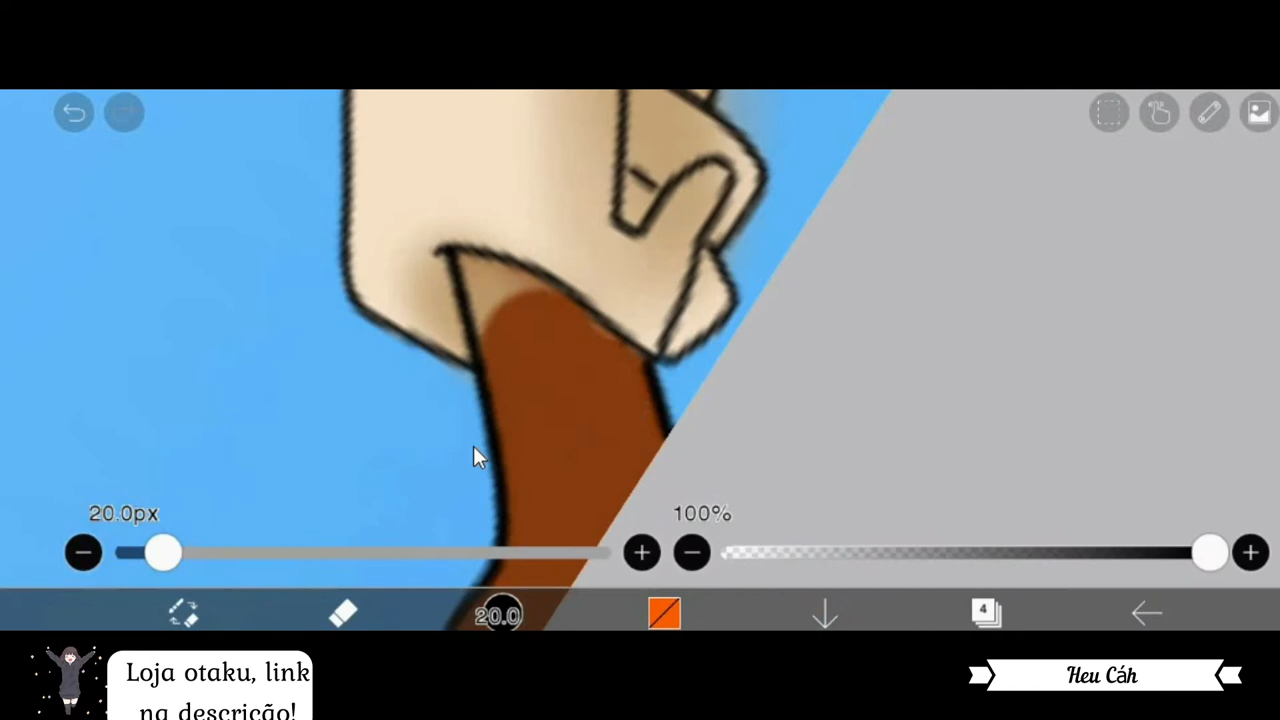 20.0px
100%
20.0
4
Loja otaku, link
na descrição!
Heu Cáh